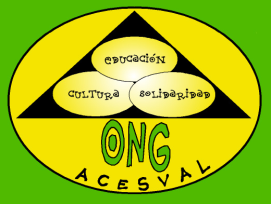 educación
cultura solidaridad
ONG
ACESVAL